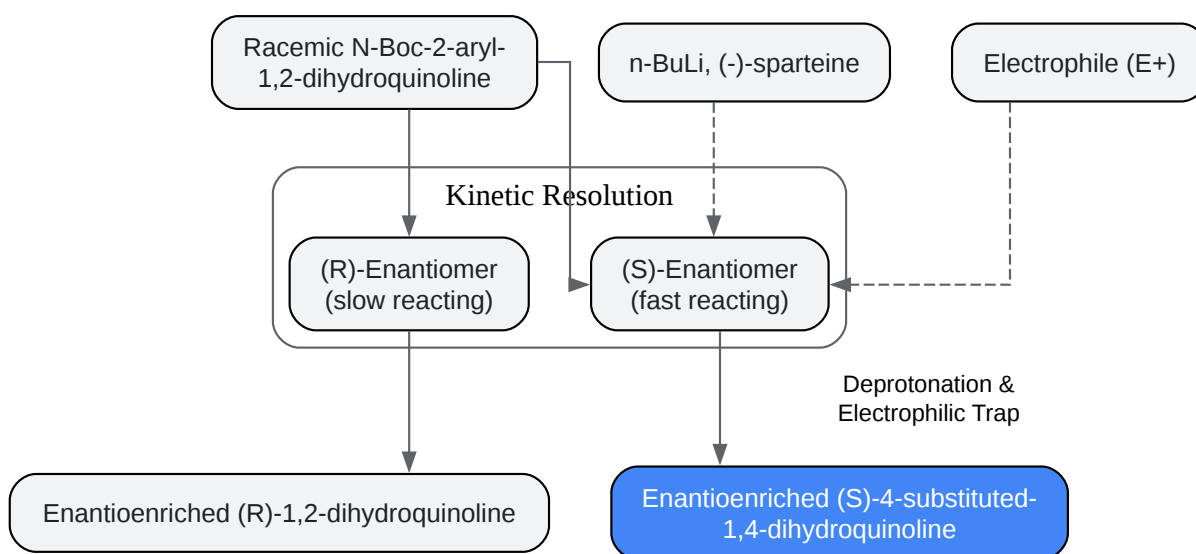 Racemic N-Boc-2-aryl-
1,2-dihydroquinoline
n-BuLi, (-)-sparteine
Electrophile (E+)
Kinetic Resolution
(R)-Enantiomer
(slow reacting)
(S)-Enantiomer
(fast reacting)
Deprotonation &
Electrophilic Trap
Enantioenriched (R)-1,2-dihydroquinoline
Enantioenriched (S)-4-substituted-
1,4-dihydroquinoline